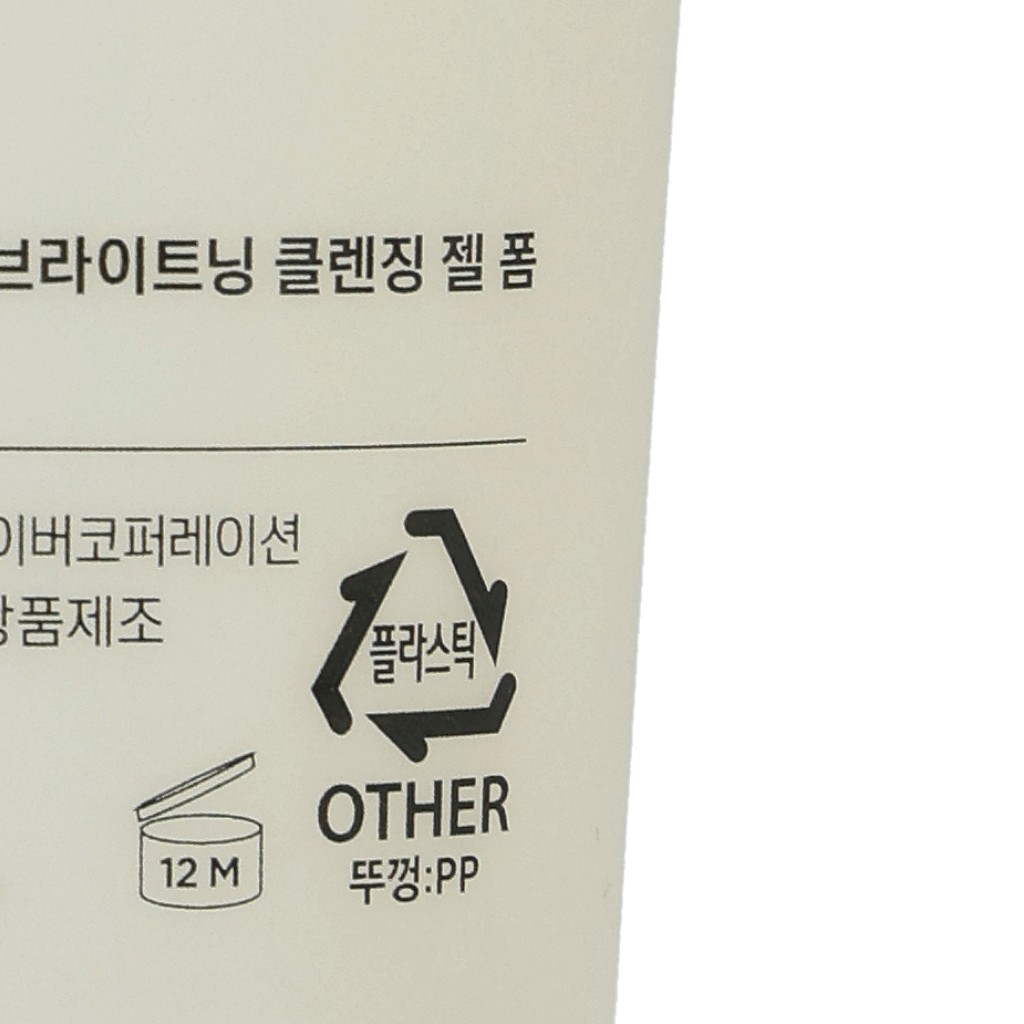 브라이트닝 클렌징 젤 폼
이버코퍼레이션
품제조
플라스틱
OTHER
뚜껑:PP
12 M